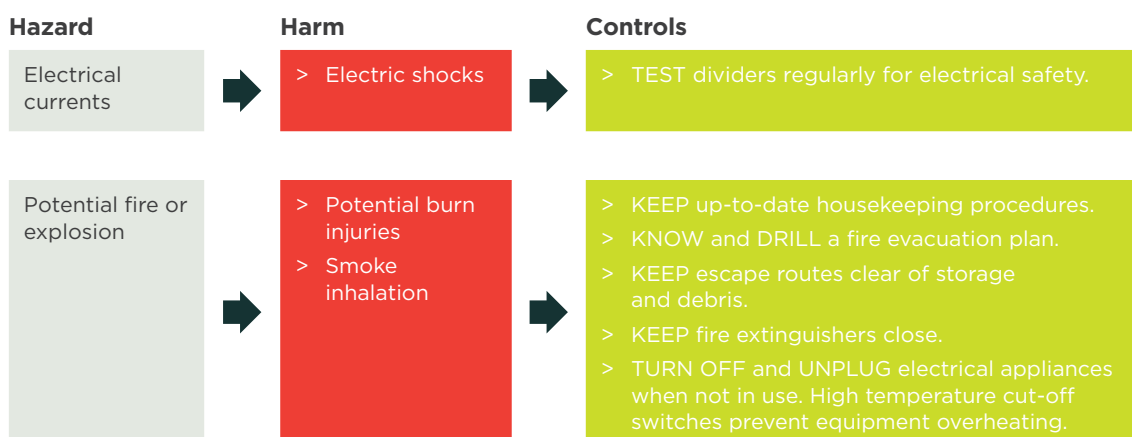 Hazard
Harm
Controls
Electrical
currents
> Electric shocks
> TEST dividers regularly for electrical safety.
Potential fire or
explosion
> Potential burn
injuries
> Smoke
inhalation
> KEEP up-to-date housekeeping procedures.
> KNOW and DRILL a fire evacuation plan.
> KEEP escape routes clear of storage
and debris.
> KEEP fire extinguishers close.
> TURN OFF and UNPLUG electrical appliances
when not in use. High temperature cut-off
switches prevent equipment overheating.